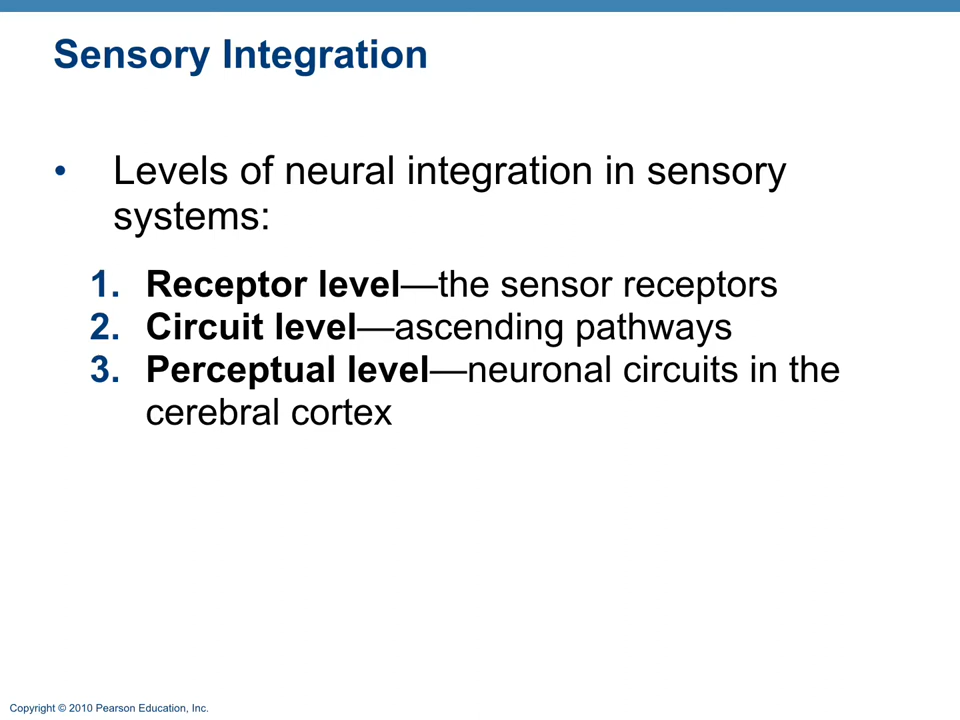 Sensory Integration
• Levels of neural integration in sensory
systems:
1. Receptor level—the sensor receptors
2. Circuit level—ascending pathways
3. Perceptual level—neuronal circuits in the
cerebral cortex
Copyright © 2010 Pearson Education, Inc.